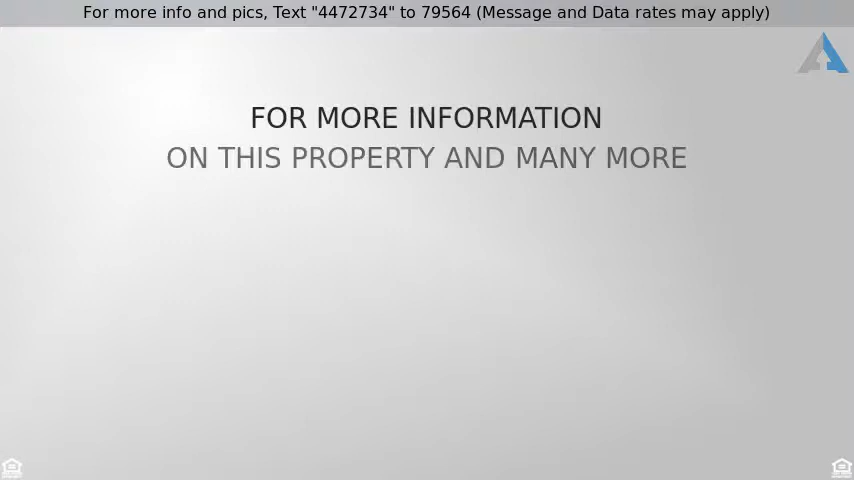 For more info and pics, Text "4472734" to 79564 (Message and Data rates may apply)
FOR MORE INFORMATION
ON THIS PROPERTY AND MANY MORE